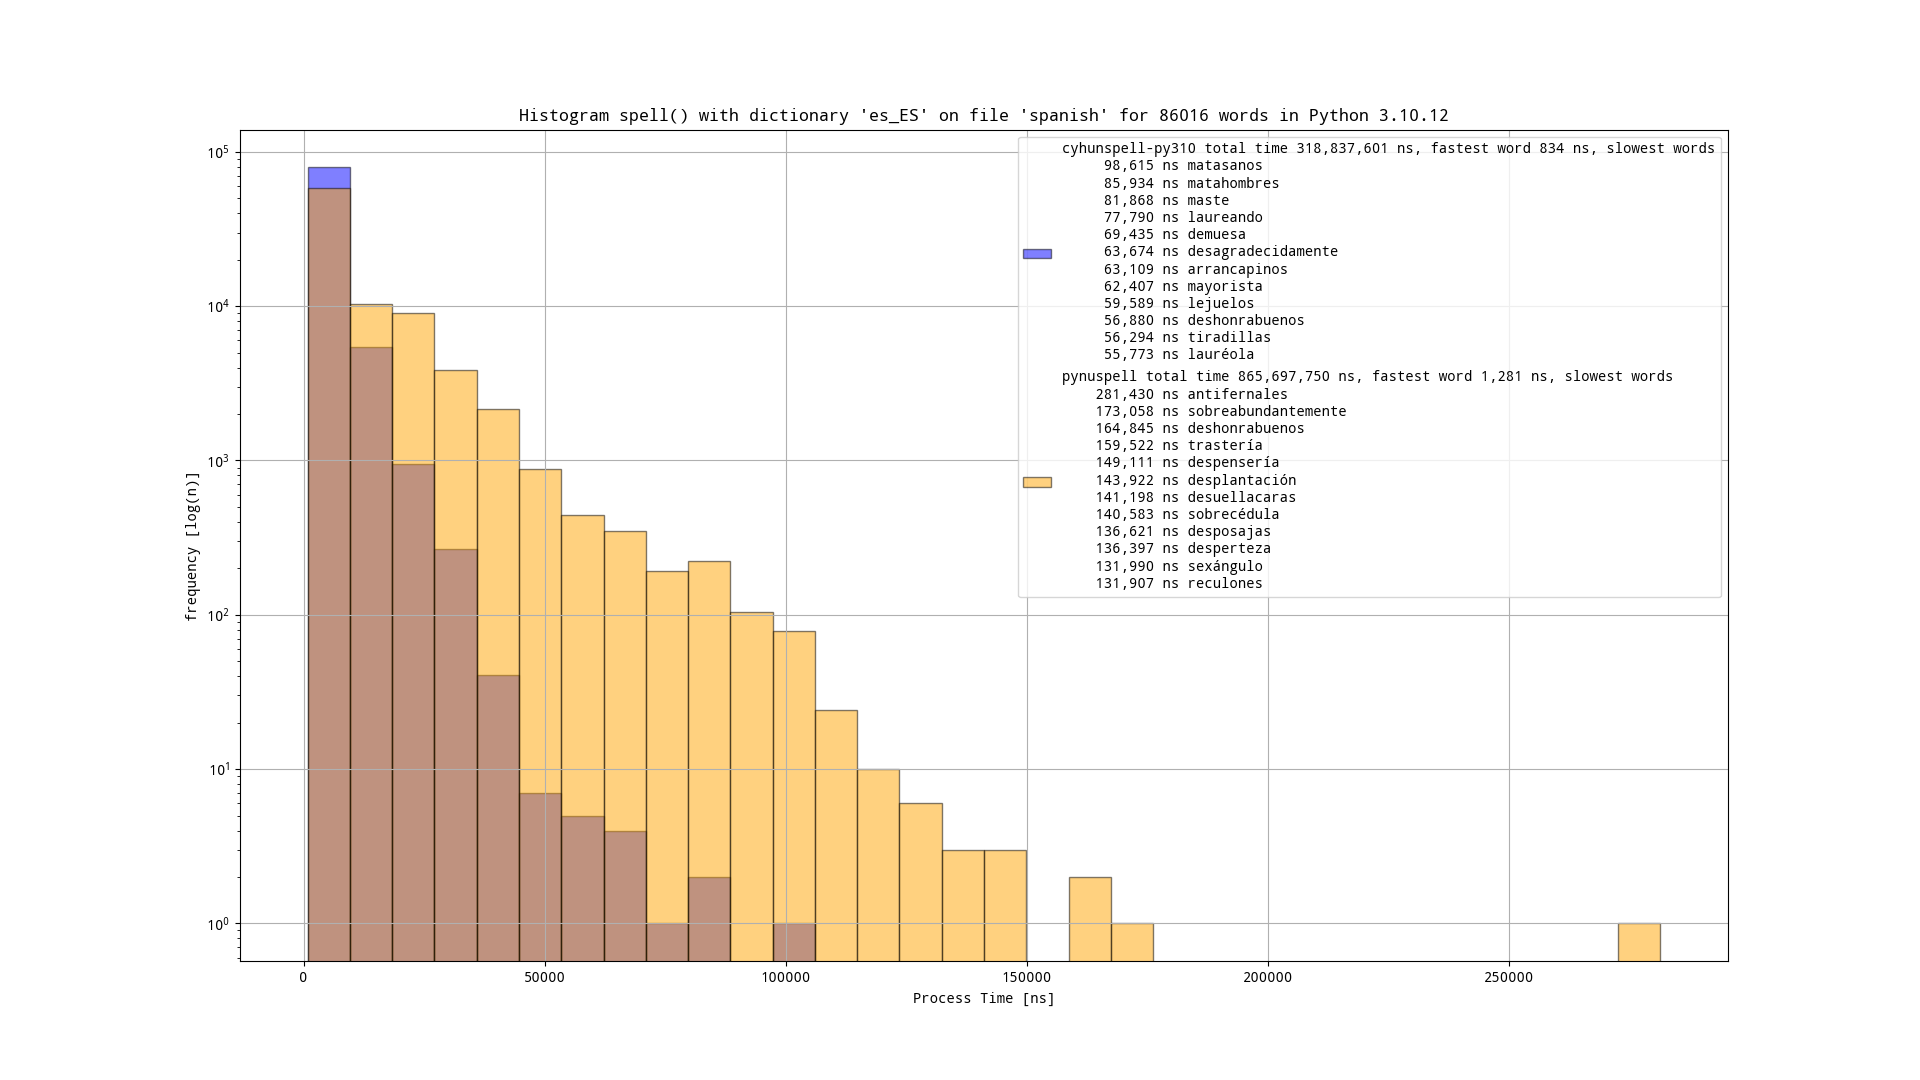 Histogram spell() with dictionary 'es_ES' on file 'spanish' for 86016 words in Python 3.10.12
cyhunspell-py310 total time 318,837,601 ns, fastest word 834 ns, slowest words
98,615 ns matasanos
85,934 ns matahombres
81,868 ns maste
77,790 ns laureando
69,435 ns demuesa
63,674 ns desagradecidamente
63,109 ns arrancapinos
62,407 ns mayorista
59,589 ns lejuelos
56,880 ns deshonrabuenos
56,294 ns tiradillas
55,773 ns lauréola
pynuspell total time 865,697,750 ns, fastest word 1,281 ns, slowest words
281,430 ns antifernales
173,058 ns sobreabundantemente
164,845 ns deshonrabuenos
159,522 ns trastería
149,111 ns despensería
143,922 ns desplantación
141,198 ns desuellacaras
140,583 ns sobrecédula
136,621 ns desposajas
136,397 ns desperteza
131,990 ns sexángulo
131,907 ns reculones
frequency [log(n)]
10⁵
10⁴
10³
10²
10¹
10⁰
0 50000 100000 150000 200000 250000
Process Time [ns]